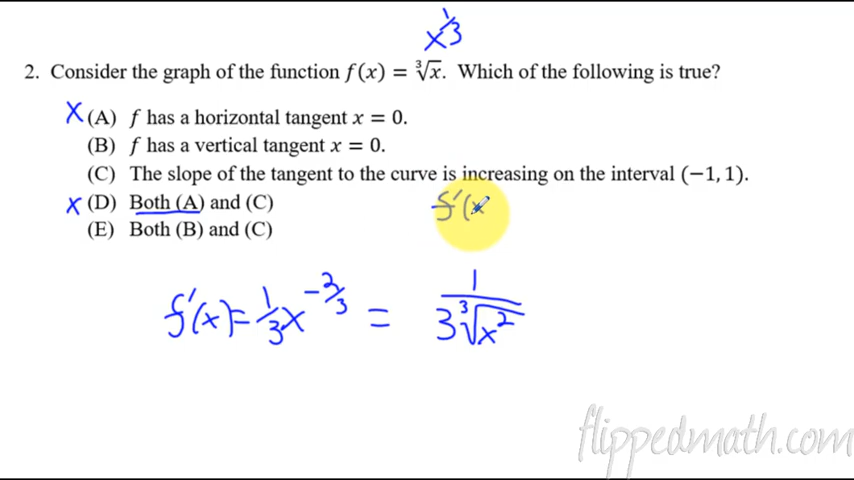 x^{1/3}
2. Consider the graph of the function f(x) = ∛x. Which of the following is true?
X (A) f has a horizontal tangent x = 0.
(B) f has a vertical tangent x = 0.
(C) The slope of the tangent to the curve is increasing on the interval (−1, 1).
X (D) Both (A) and (C)
f'(x
(E) Both (B) and (C)
f'(x) = 1/3 x^{-2/3} = 1/(3∛(x²))
flippedmath.com